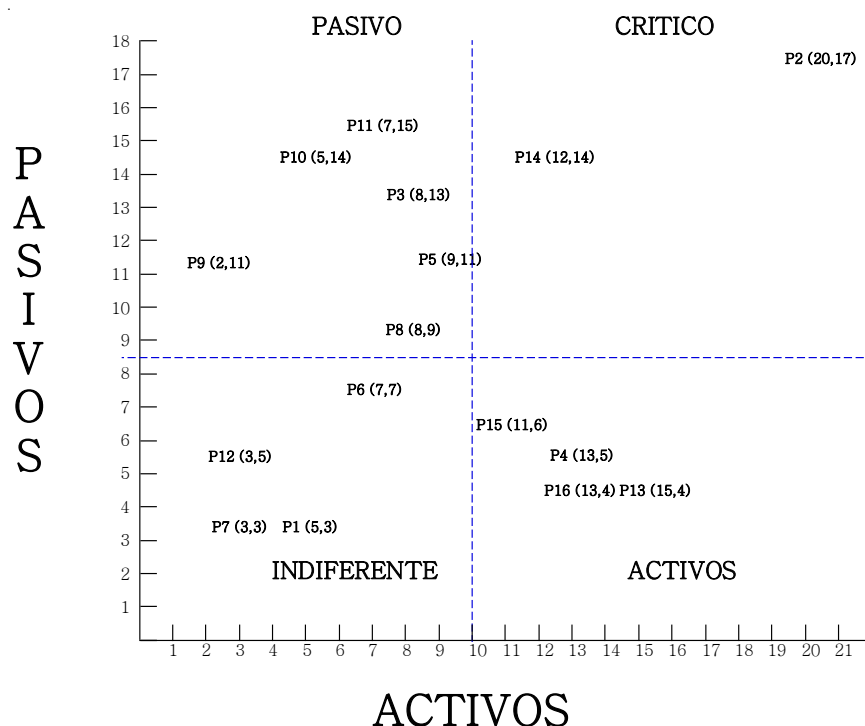 PASIVO
CRITICO
18
P2 (20,17)
17
16
P11 (7,15)
15
P10 (5,14)
P14 (12,14)
14
P3 (8,13)
13
12
P9 (2,11)
P5 (9,11)
11
10
P8 (8,9)
9
8
P6 (7,7)
7
P15 (11,6)
6
P12 (3,5)
P4 (13,5)
5
P16 (13,4) P13 (15,4)
4
P7 (3,3) P1 (5,3)
3
INDIFERENTE
ACTIVOS
2
1
1 2 3 4 5 6 7 8 9 10 11 12 13 14 15 16 17 18 19 20 21
PASIVOS
ACTIVOS